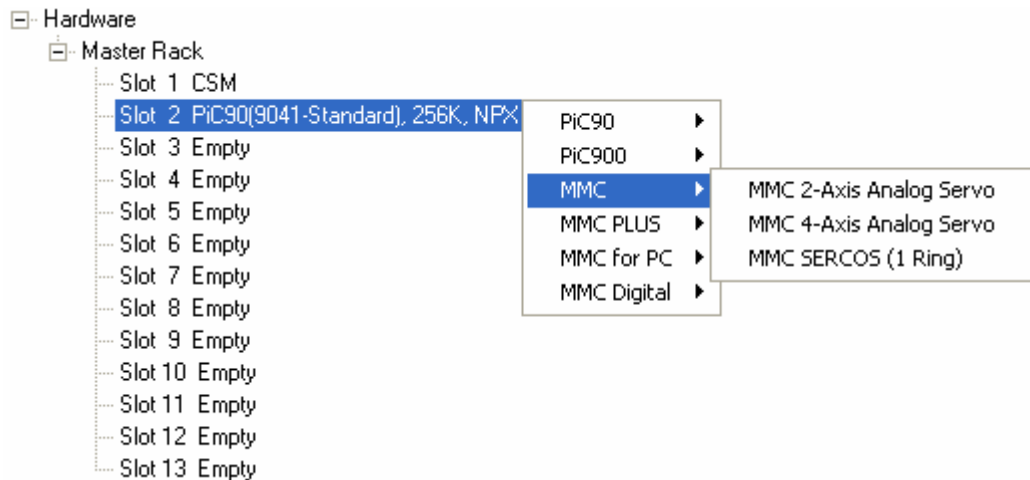 Hardware
Master Rack
Slot 1 CSM
Slot 2 PiC90(9041-Standard), 256K, NPX
Slot 3 Empty
Slot 4 Empty
Slot 5 Empty
Slot 6 Empty
Slot 7 Empty
Slot 8 Empty
Slot 9 Empty
Slot 10 Empty
Slot 11 Empty
Slot 12 Empty
Slot 13 Empty
PiC90
PiC900
MMC
MMC PLUS
MMC for PC
MMC Digital
MMC 2-Axis Analog Servo
MMC 4-Axis Analog Servo
MMC SERCOS (1 Ring)